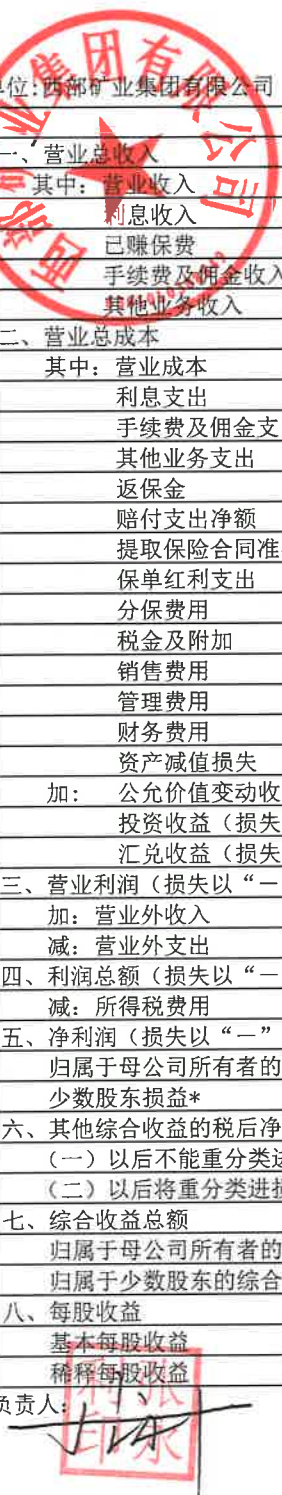 单位:西部矿业集团有限公司
一、营业总收入
其中：营业收入
利息收入
已赚保费
手续费及佣金收入
其他业务收入
二、营业总成本
其中：营业成本
利息支出
手续费及佣金支
其他业务支出
返保金
赔付支出净额
提取保险合同准
保单红利支出
分保费用
税金及附加
销售费用
管理费用
财务费用
资产减值损失
加： 公允价值变动收
投资收益（损失
汇兑收益（损失
三、营业利润（损失以“－
加：营业外收入
减：营业外支出
四、利润总额（损失以“－
减：所得税费用
五、净利润（损失以“－”
归属于母公司所有者的
少数股东损益*
六、其他综合收益的税后净
（一）以后不能重分类进
（二）以后将重分类进损
七、综合收益总额
归属于母公司所有者的
归属于少数股东的综合
八、每股收益
基本每股收益
稀释每股收益
负责人: